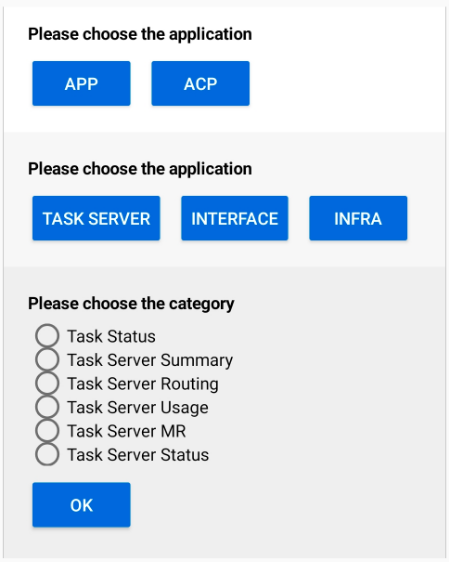 Please choose the application
APP ACP
Please choose the application
TASK SERVER INTERFACE INFRA
Please choose the category
Task Status
Task Server Summary
Task Server Routing
Task Server Usage
Task Server MR
Task Server Status
OK